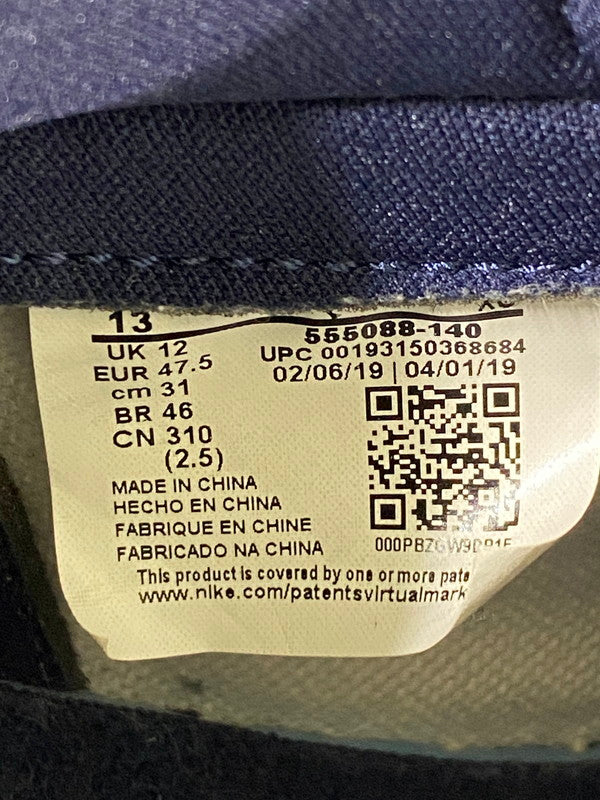 13
UK 12
EUR 47.5
cm 31
BR 46
CN 310
(2.5)
555088-140
UPC 00193150368684
02/06/19 | 04/01/19
MADE IN CHINA
HECHO EN CHINA
FABRIQUE EN CHINE
FABRICADO NA CHINA
This product is covered by one or more pate
www.nike.com/patentsvirtualmark